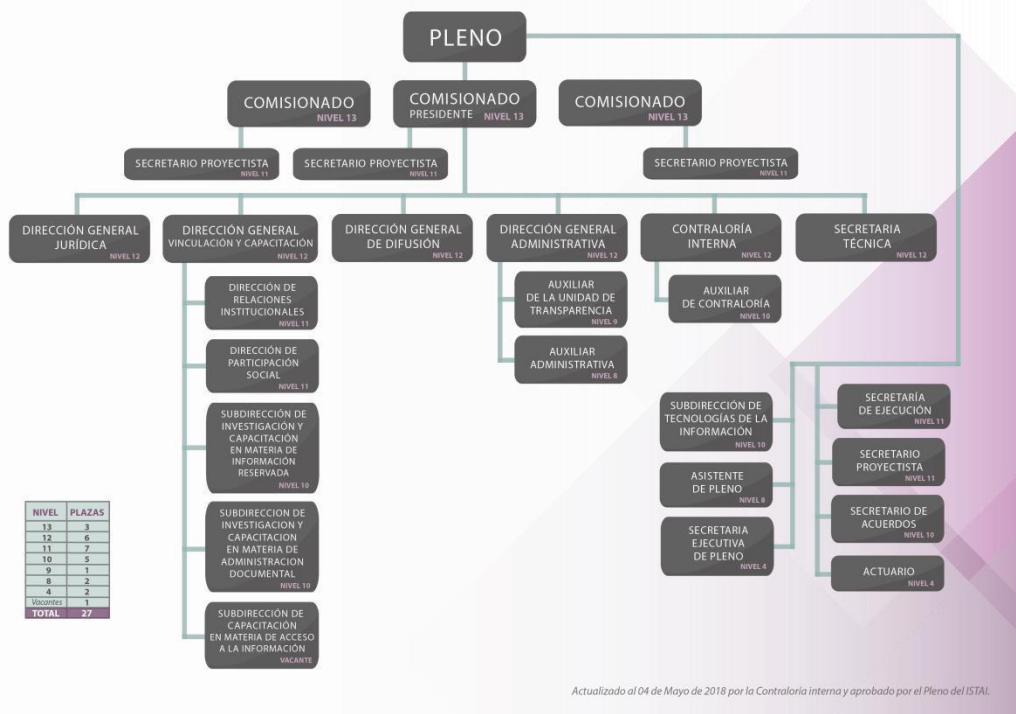 PLENO
COMISIONADO
NIVEL 13
COMISIONADO
PRESIDENTE NIVEL 13
COMISIONADO
NIVEL 13
SECRETARIO PROYECTISTA
NIVEL 11
SECRETARIO PROYECTISTA
NIVEL 11
SECRETARIO PROYECTISTA
NIVEL 11
DIRECCIÓN GENERAL
JURÍDICA
NIVEL 12
DIRECCIÓN GENERAL
VINCULACIÓN Y CAPACITACIÓN
NIVEL 12
DIRECCIÓN GENERAL
DE DIFUSIÓN
NIVEL 12
DIRECCIÓN GENERAL
ADMINISTRATIVA
NIVEL 12
CONTRALORÍA
INTERNA
NIVEL 12
SECRETARIA
TÉCNICA
NIVEL 12
DIRECCIÓN DE
RELACIONES
INSTITUCIONALES
NIVEL 11
DIRECCIÓN DE
PARTICIPACIÓN
SOCIAL
NIVEL 11
SUBDIRECCIÓN DE
INVESTIGACIÓN Y
CAPACITACIÓN
EN MATERIA DE
INFORMACIÓN
RESERVADA
NIVEL 10
SUBDIRECCION DE
INVESTIGACION Y
CAPACITACION
EN MATERIA DE
ADMINISTRACION
DOCUMENTAL
NIVEL 10
SUBDIRECCIÓN DE
CAPACITACIÓN
EN MATERIA DE ACCESO
A LA INFORMACIÓN
VACANTE
AUXILIAR
DE LA UNIDAD DE
TRANSPARENCIA
NIVEL 9
AUXILIAR
ADMINISTRATIVA
NIVEL 8
AUXILIAR
DE CONTRALORÍA
NIVEL 10
SUBDIRECCIÓN DE
TECNOLOGÍAS DE LA
INFORMACIÓN
NIVEL 10
ASISTENTE
DE PLENO
NIVEL 8
SECRETARIA
EJECUTIVA
DE PLENO
NIVEL 4
SECRETARÍA
DE EJECUCIÓN
NIVEL 11
SECRETARIO
PROYECTISTA
NIVEL 11
SECRETARIO DE
ACUERDOS
NIVEL 10
ACTUARIO
NIVEL 4
NIVEL PLAZAS
13 3
12 6
11 7
10 5
9 1
8 2
4 2
Vacantes 1
TOTAL 27
Actualizado al 04 de Mayo de 2018 por la Contraloría interna y aprobado por el Pleno del ISTAI.